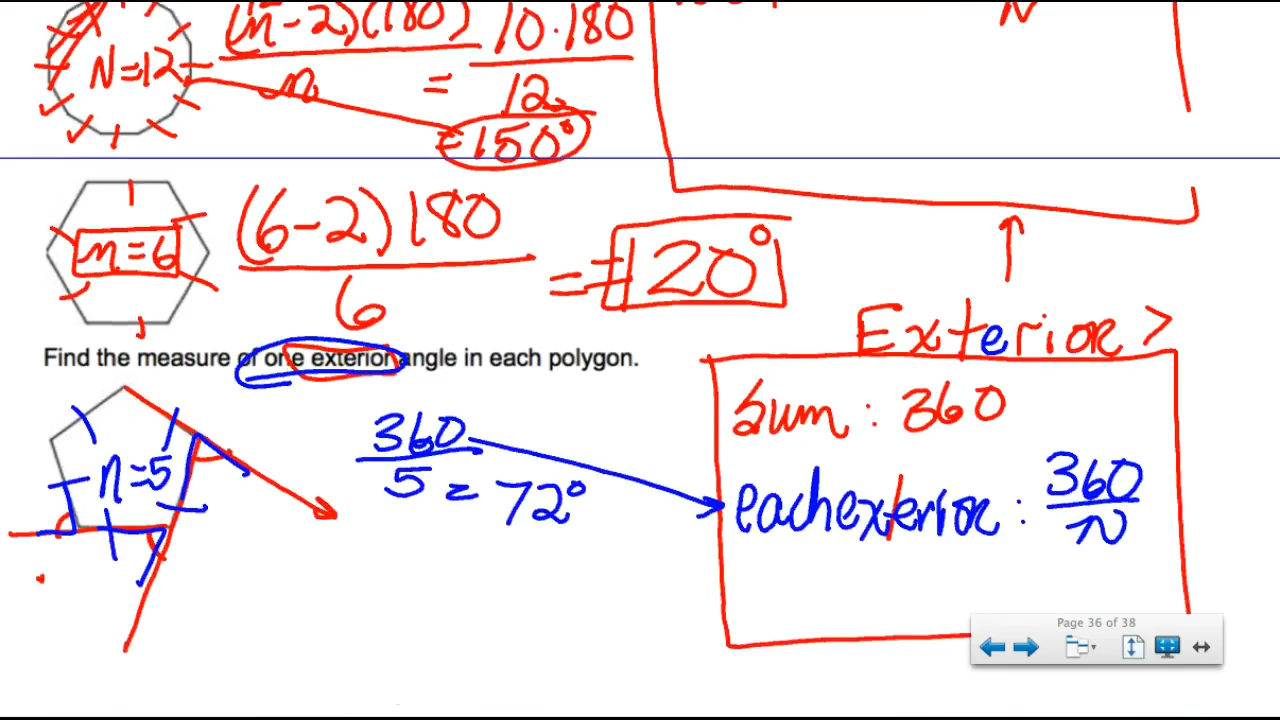 (n-2)(180)
n
N=12
= 10·180
12
=150°
N
n=6
(6-2)180
6
= =120°
Exterior >
Find the measure of one exterior angle in each polygon.
Sum: 360
n=5
360
5 = 72°
each exterior: 360
N
Page 36 of 38